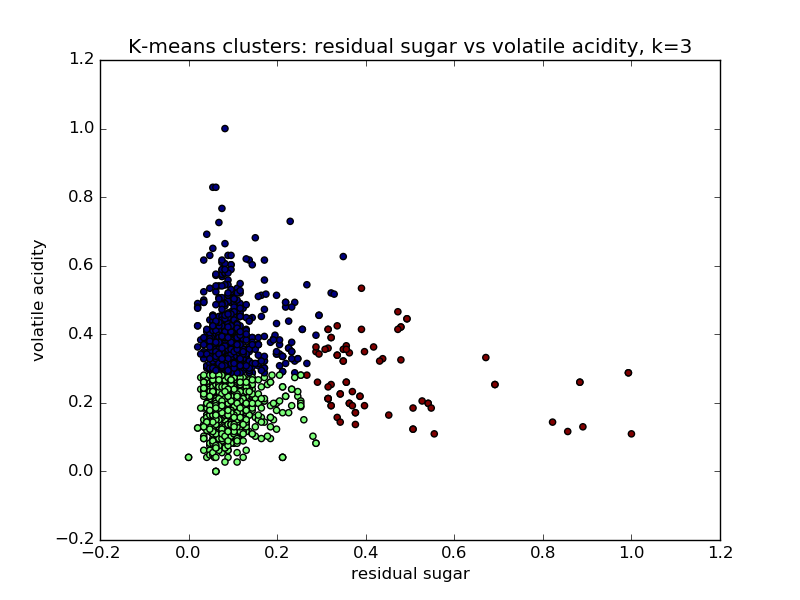 K-means clusters: residual sugar vs volatile acidity, k=3
1.2
1.0
0.8
0.6
0.4
0.2
0.0
−0.2
volatile acidity
−0.2 0.0 0.2 0.4 0.6 0.8 1.0 1.2
residual sugar